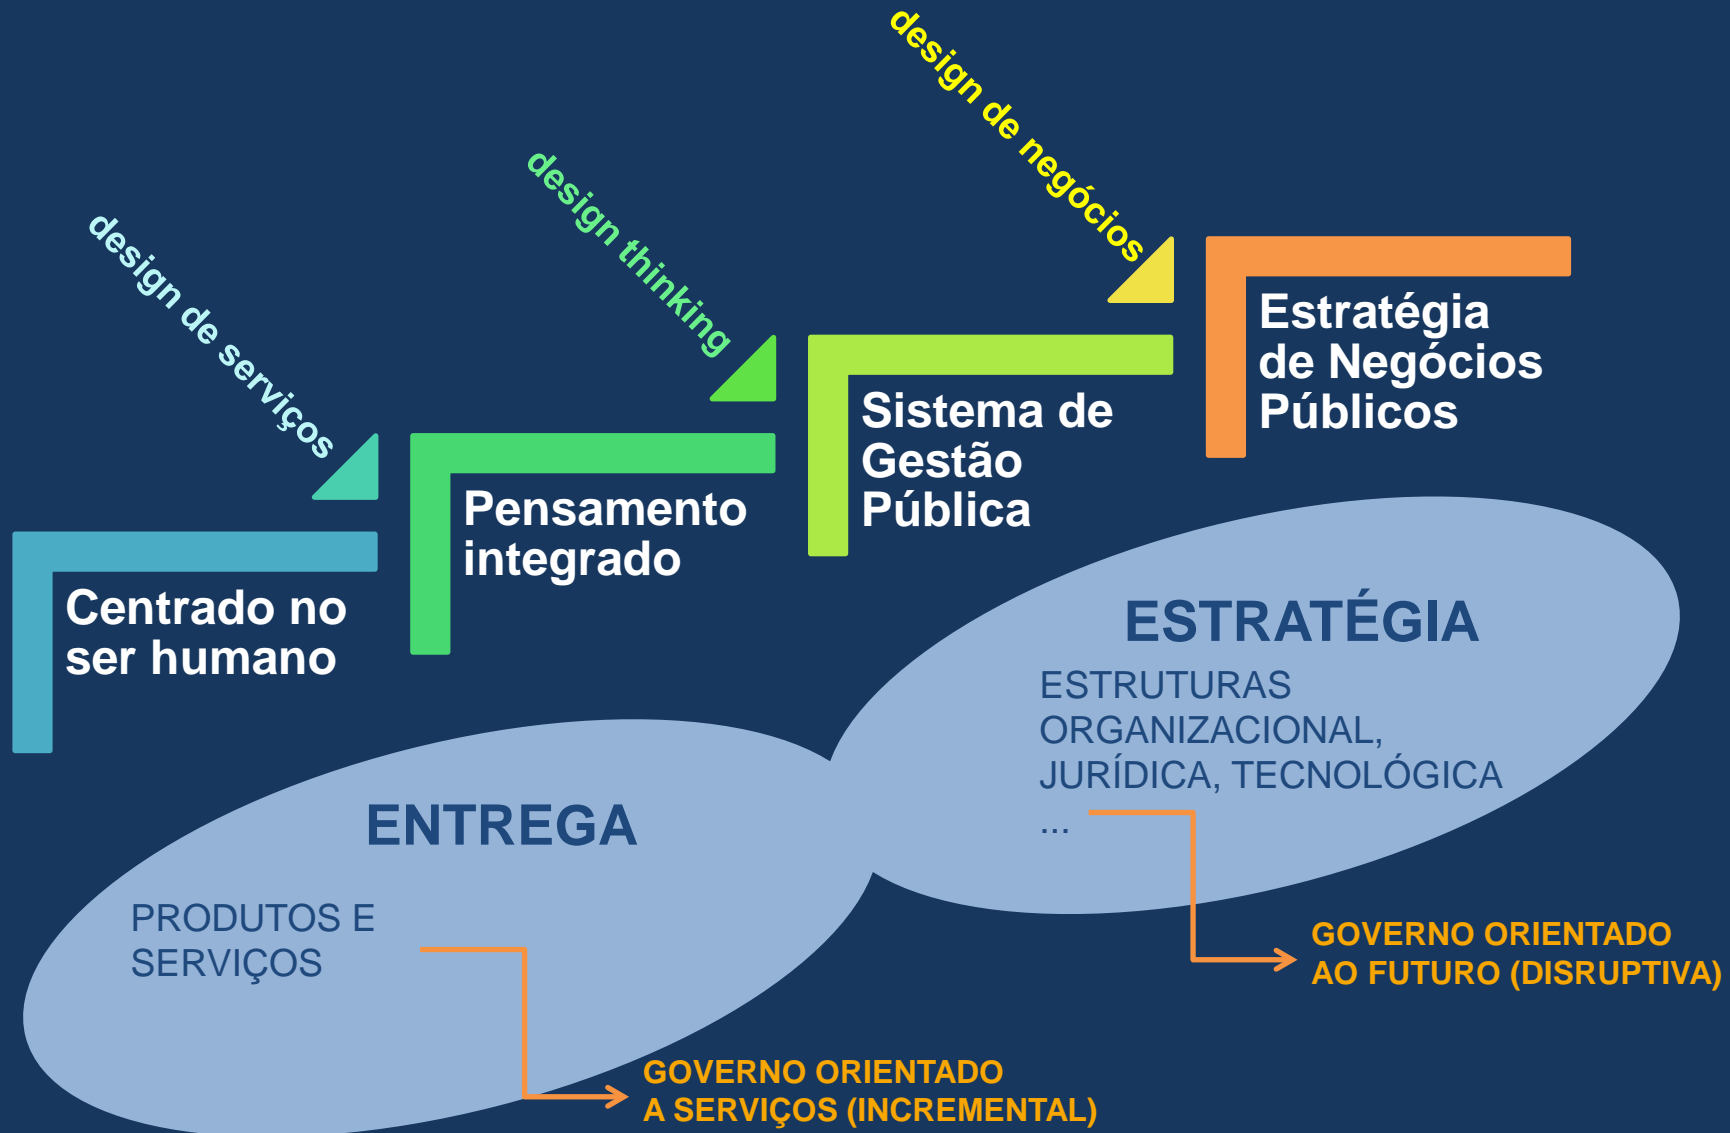 design de serviços
design thinking
design de negócios
Centrado no
ser humano
Pensamento
integrado
Sistema de
Gestão
Pública
Estratégia
de Negócios
Públicos
ENTREGA
PRODUTOS E
SERVIÇOS
GOVERNO ORIENTADO
A SERVIÇOS (INCREMENTAL)
ESTRATÉGIA
ESTRUTURAS
ORGANIZACIONAL,
JURÍDICA, TECNOLÓGICA
...
GOVERNO ORIENTADO
AO FUTURO (DISRUPTIVA)